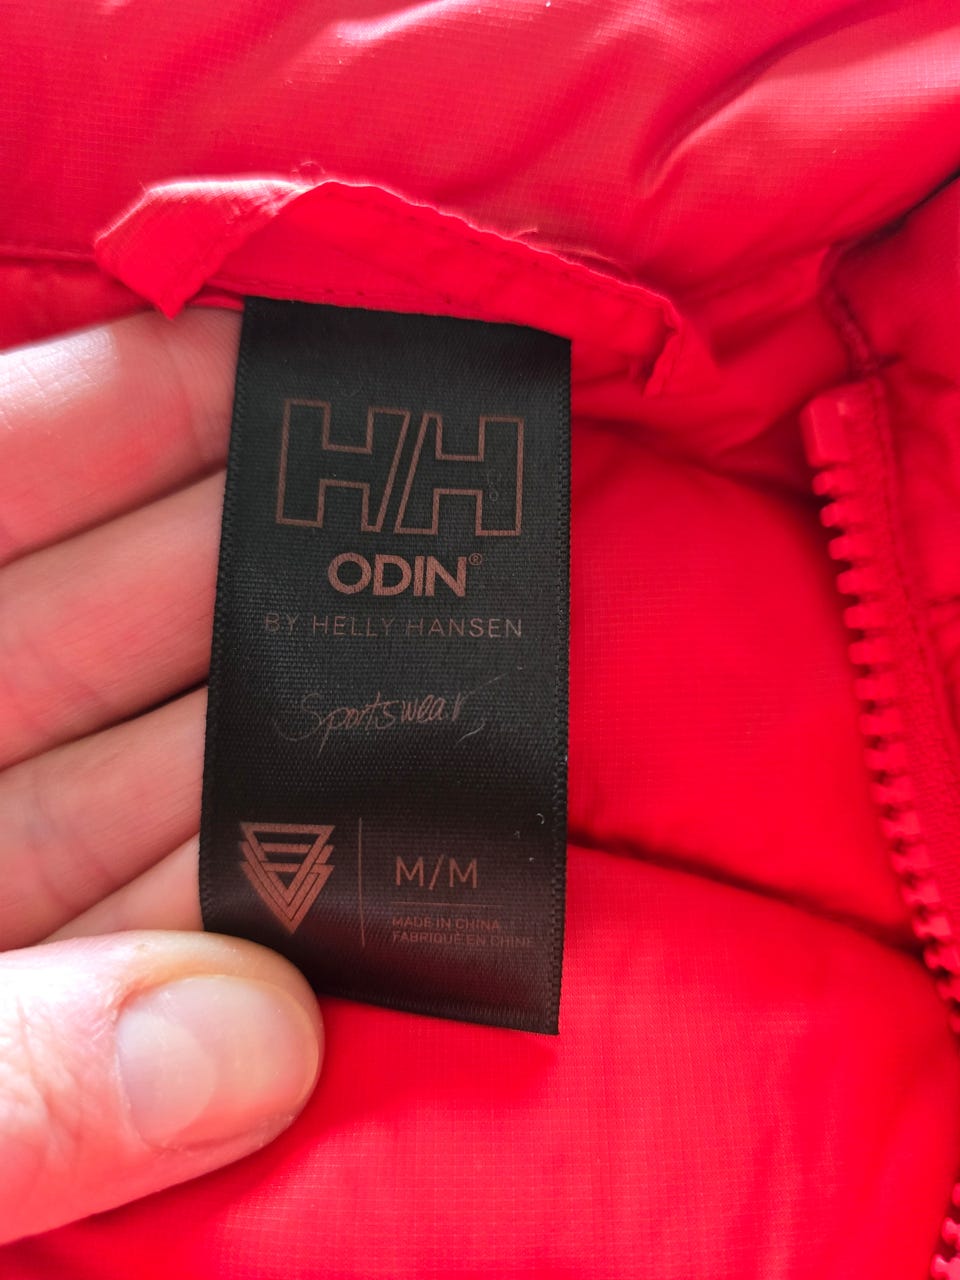 HH
ODIN®
BY HELLY HANSEN
Sportswear
M/M
MADE IN CHINA
FABRIQUÉ EN CHINE